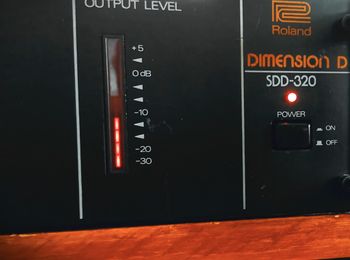 OUTPUT LEVEL
+5
0 dB
-10
-20
-30
Roland
DIMENSION D
SDD-320
POWER
ON
OFF